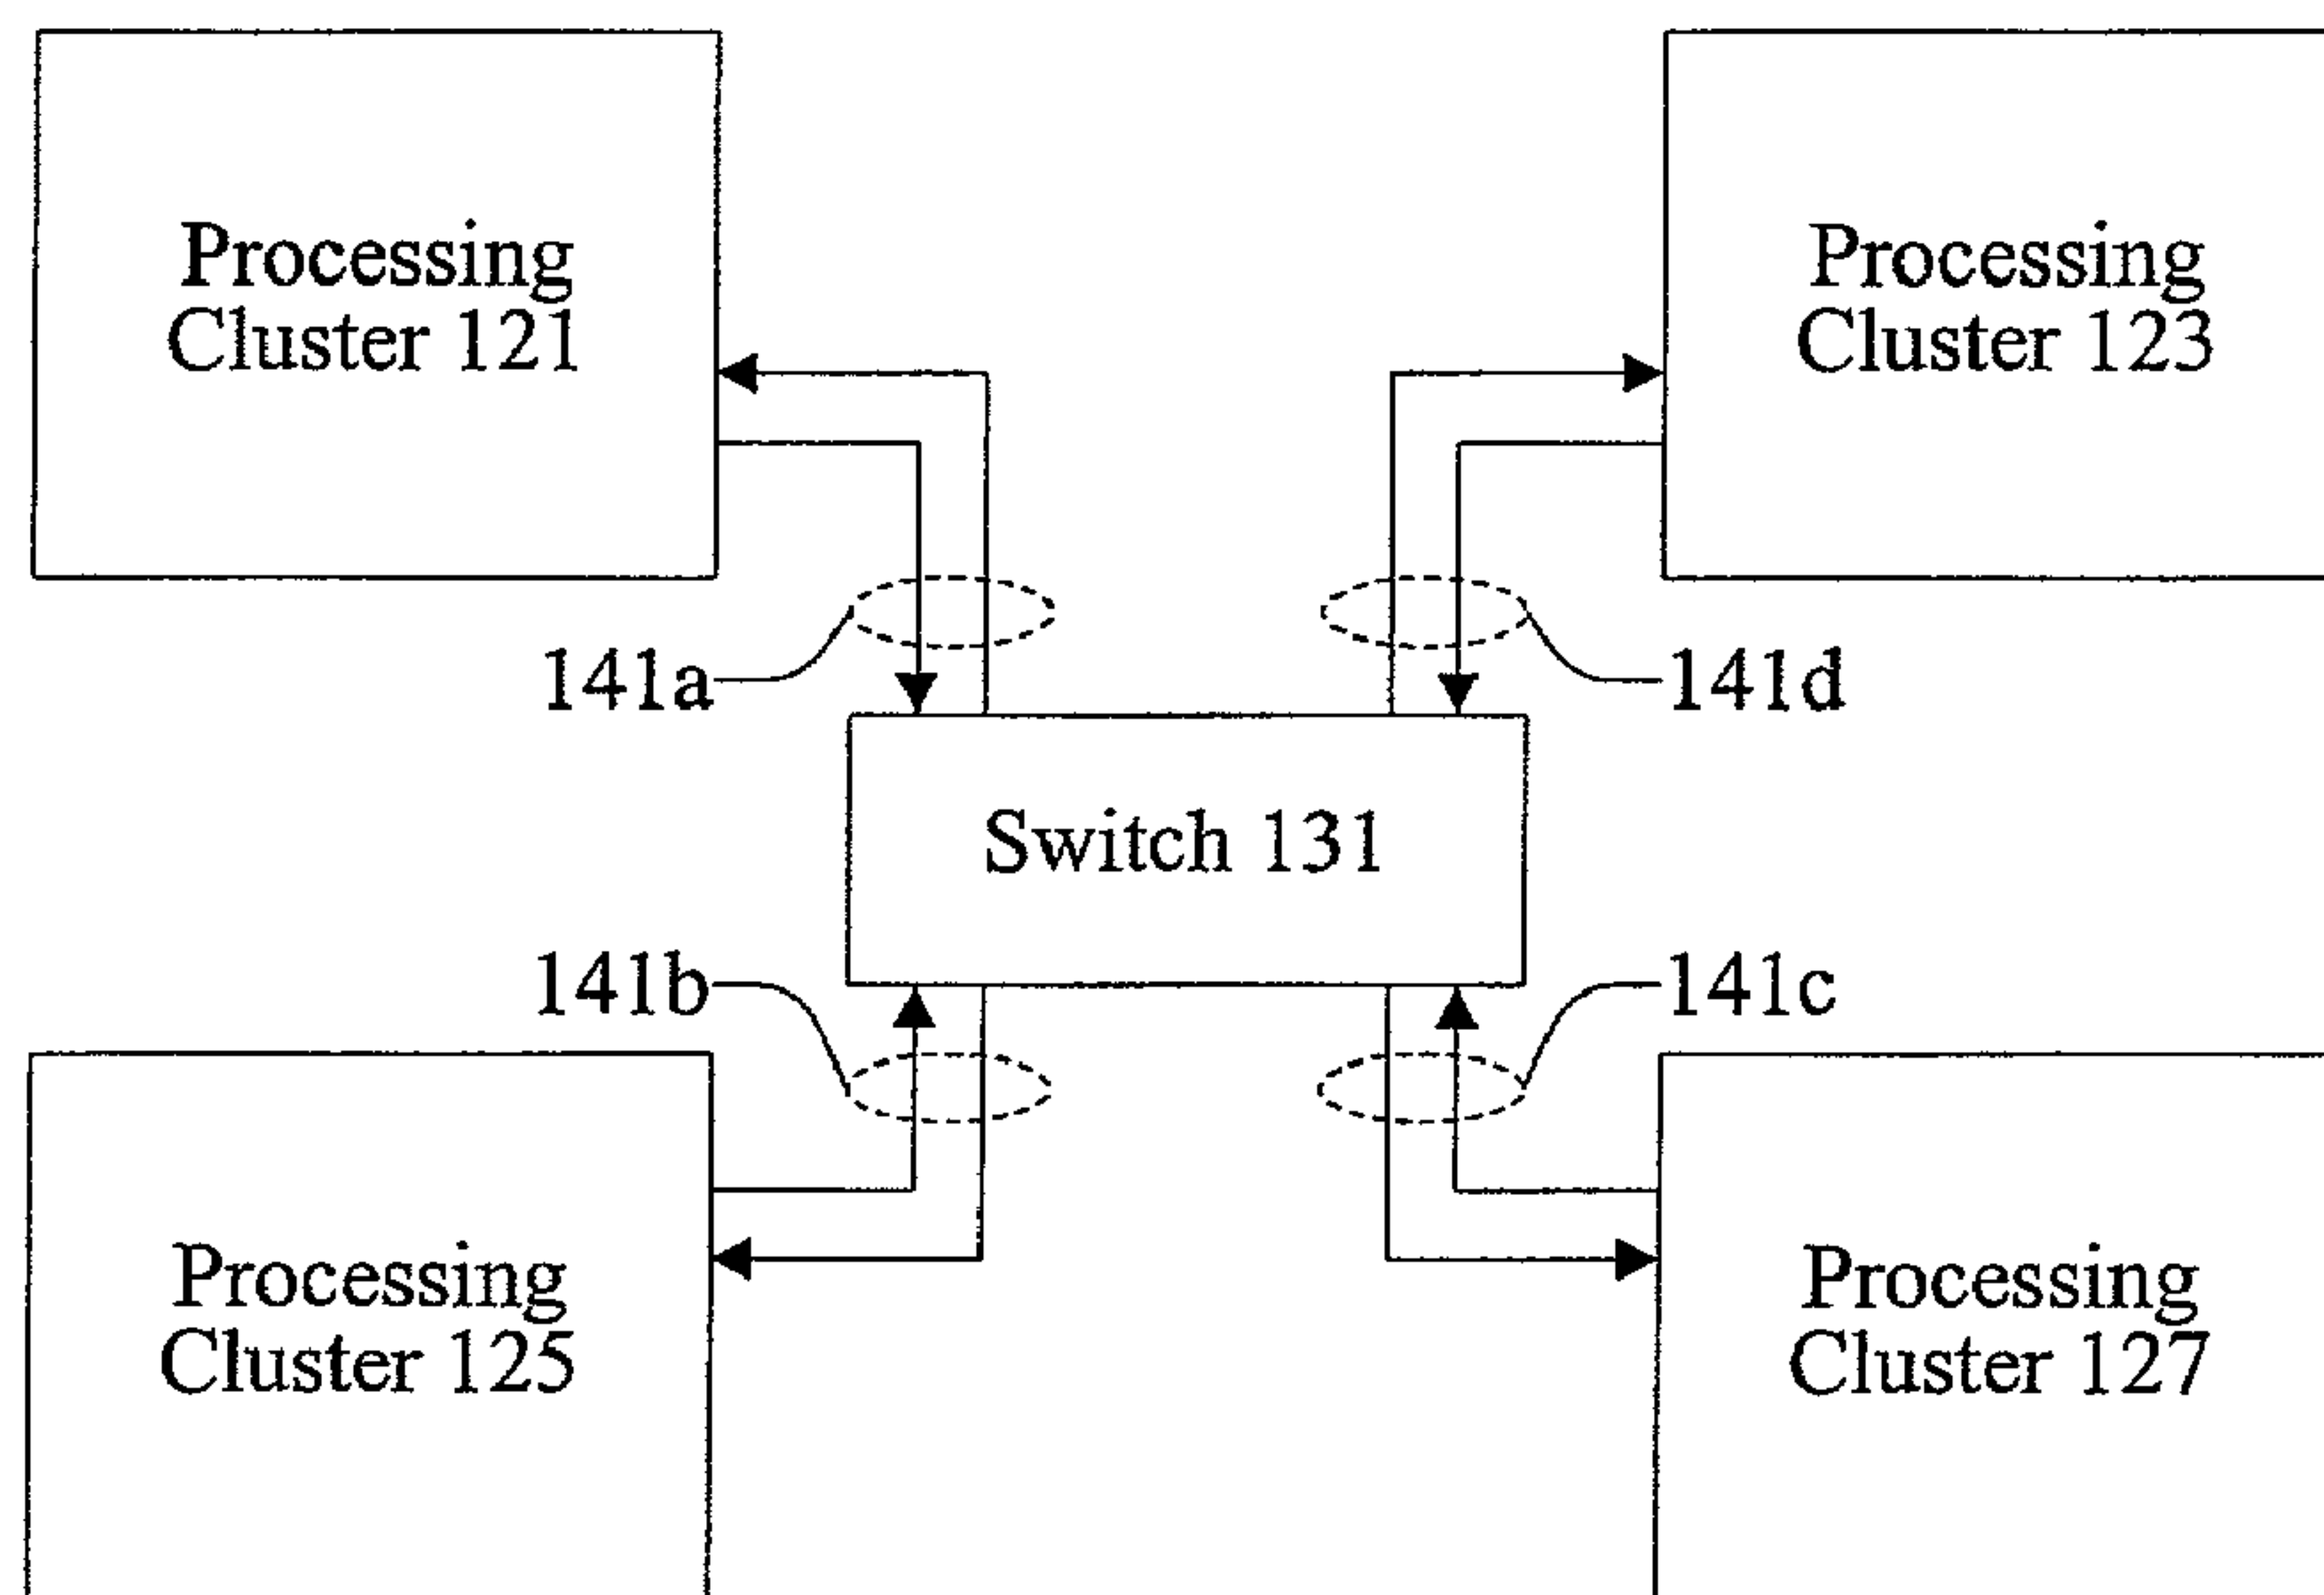 Processing
Cluster 121
Processing
Cluster 123
141a
141d
Switch 131
141b
141c
Processing
Cluster 125
Processing
Cluster 127